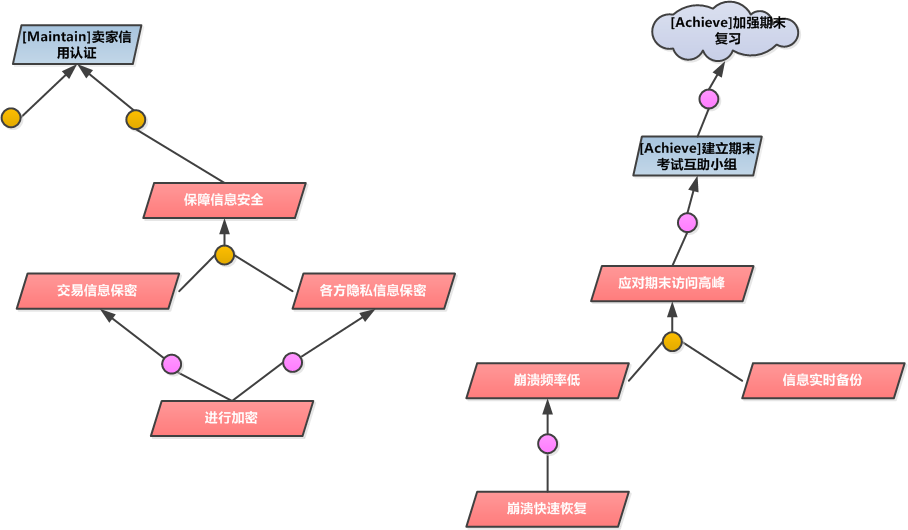 [Maintain]卖家信
用认证
[Achieve]加强期末
复习
[Achieve]建立期末
考试互助小组
保障信息安全
交易信息保密
各方隐私信息保密
应对期末访问高峰
崩溃频率低
信息实时备份
进行加密
崩溃快速恢复